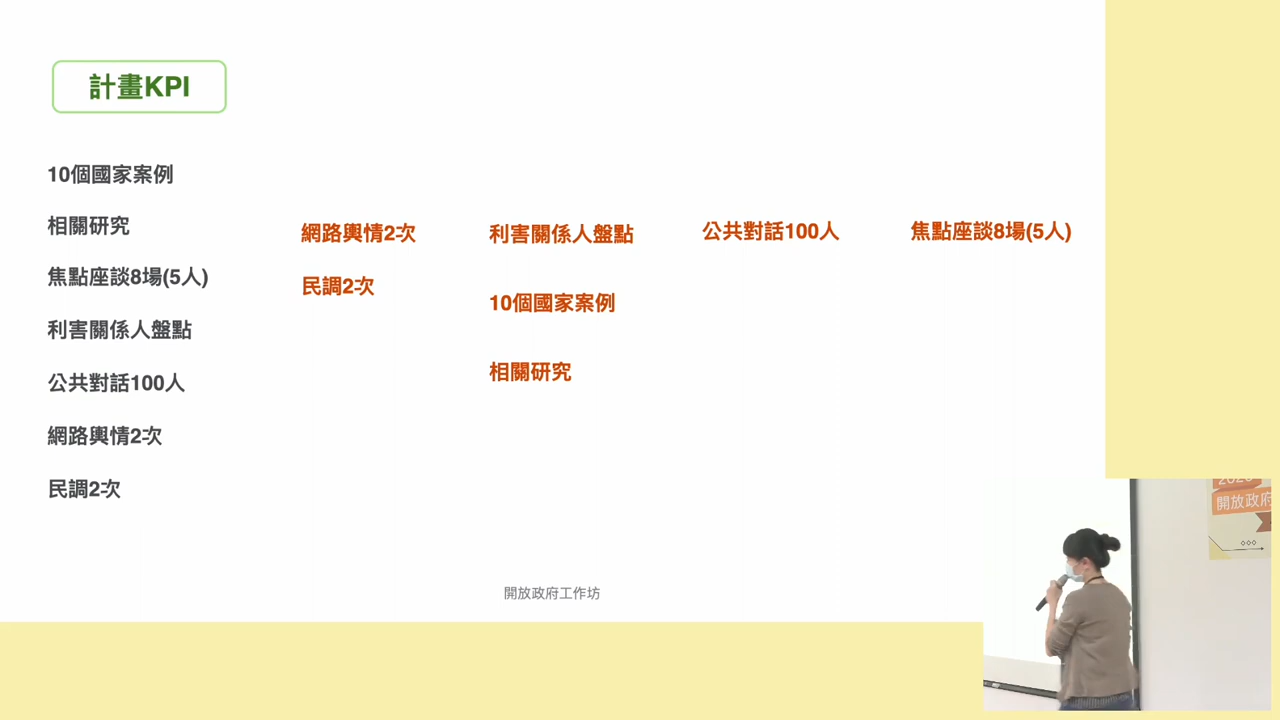 計畫KPI
10個國家案例
相關研究
焦點座談8場(5人)
利害關係人盤點
公共對話100人
網路輿情2次
民調2次
網路輿情2次
民調2次
利害關係人盤點
10個國家案例
相關研究
公共對話100人
焦點座談8場(5人)
開放政府工作坊
開放政府